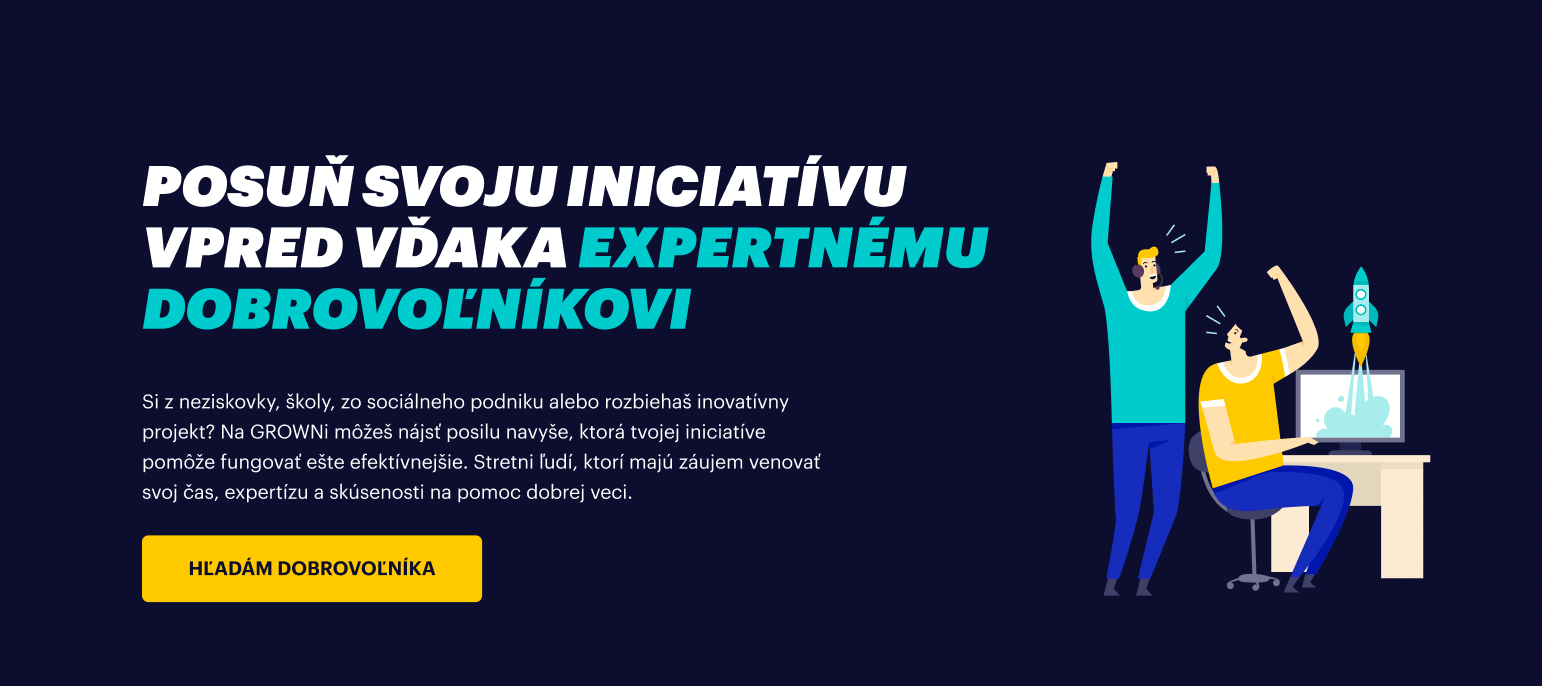 POSUŇ SVOJU INICIATÍVU
VPRED VĎAKA EXPERTNÉMU
DOBROVOĽNÍKOVI
Si z neziskovky, školy, zo sociálneho podniku alebo rozbiehaš inovatívny
projekt? Na GROWNi môžeš nájsť posilu navyše, ktorá tvojej iniciatíve
pomôže fungovať ešte efektívnejšie. Stretni ľudí, ktorí majú záujem venovať
svoj čas, expertízu a skúsenosti na pomoc dobrej veci.
HĽADÁM DOBROVOĽNÍKA